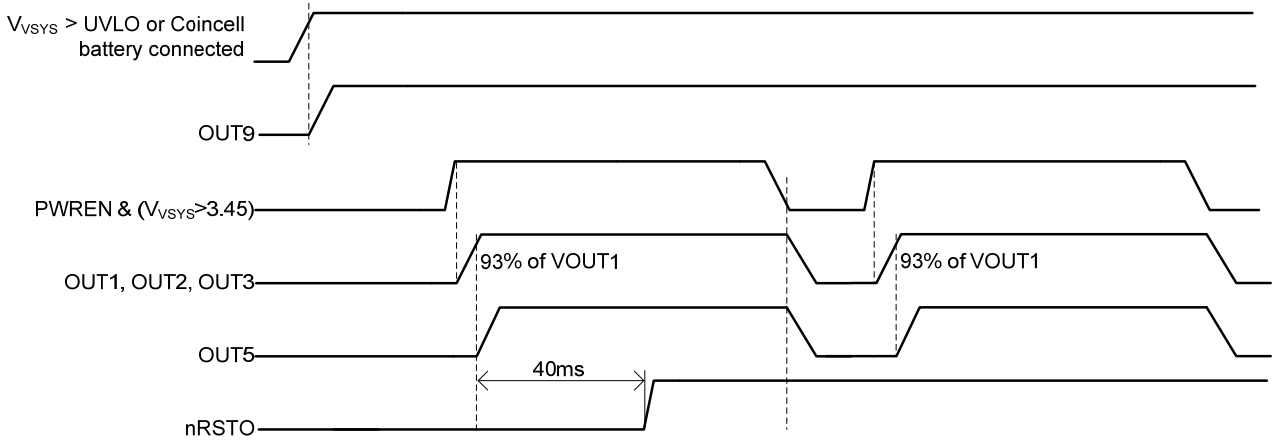 VVSYS > UVLO or Coincell
battery connected
OUT9
PWREN & (VVSYS>3.45)
93% of VOUT1
93% of VOUT1
OUT1, OUT2, OUT3
OUT5
40ms
nRSTO